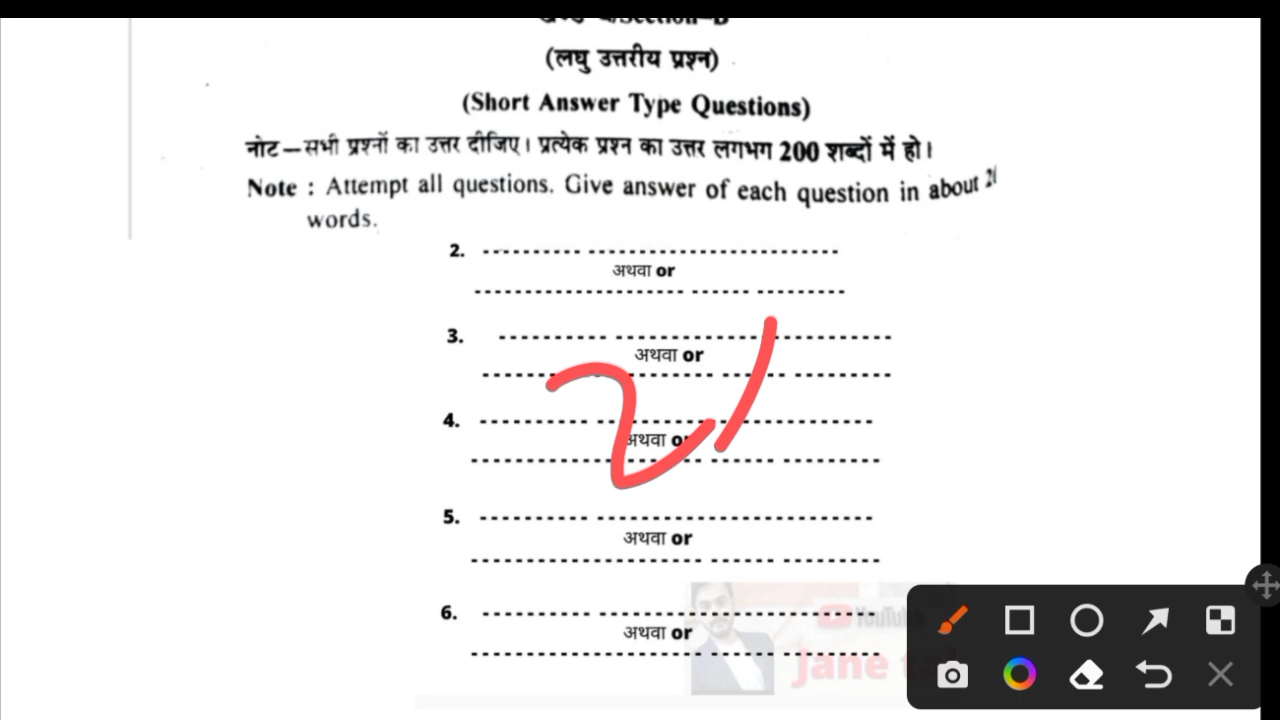 (लघु उत्तरीय प्रश्न)
(Short Answer Type Questions)
नोट—सभी प्रश्नों का उत्तर दीजिए। प्रत्येक प्रश्न का उत्तर लगभग 200 शब्दों में हो।
Note : Attempt all questions. Give answer of each question in about
words.
2. ---------- --------------------------
अथवा or
--------------------- ------ ---------
3. ---------- --------------------------
अथवा or
-------------------- ------ ---------
4. ---------- --------------------------
अथवा or
--------------------- ------ ---------
5. ---------- --------------------------
अथवा or
--------------------- ------ ---------
6. ---------- --------------------------
अथवा or
--------------------- ------ ---------
YouTube
Jane